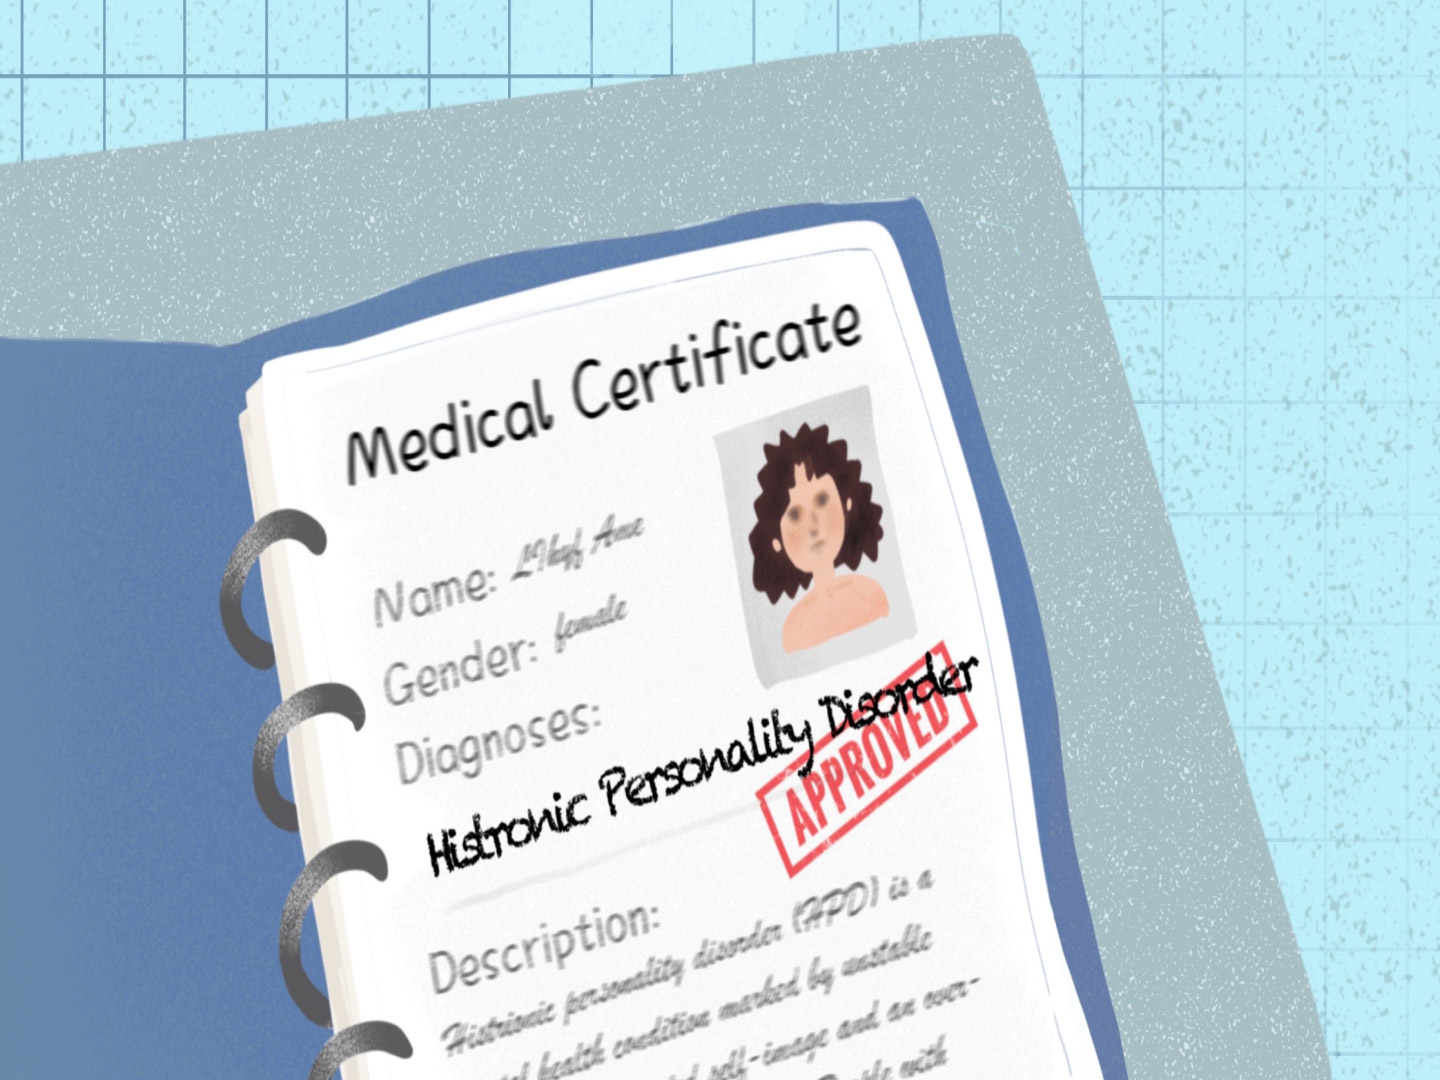 Medical Certificate
Name:
Gender: female
Diagnoses:
Histronic Personality Disorder
APPROVED
Description:
Histrionic personality disorder (HPD) is a
health condition marked by unstable
self-image and an over-
with